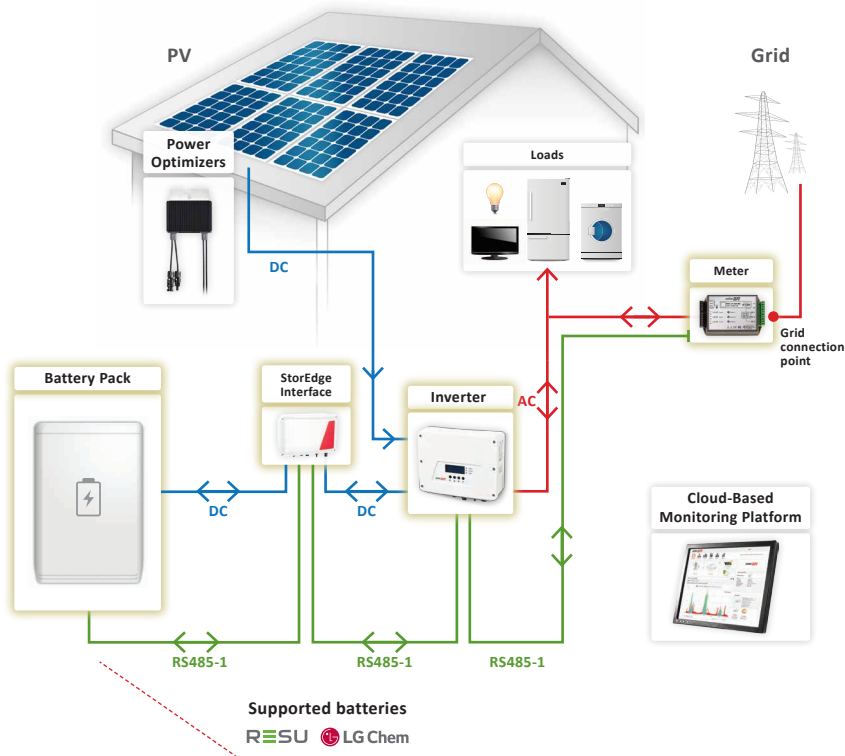 PV
Grid
Power
Optimizers
Loads
DC
Meter
Grid
connection
point
Battery Pack
StorEdge
Interface
Inverter
AC
DC
DC
Cloud-Based
Monitoring Platform
RS485-1
RS485-1
RS485-1
Supported batteries
RESU
LG Chem